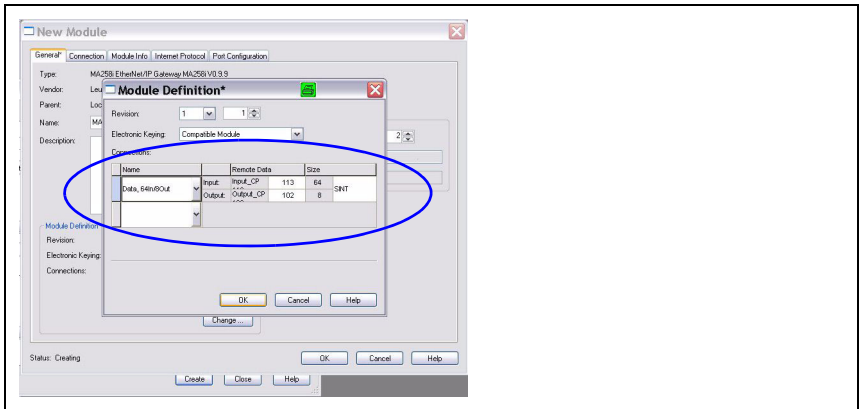 New Module
General* Connection Module Info Internet Protocol Port Configuration
Type: MA258i EtherNet/IP Gateway MA258i V0.9.9
Vendor: Leu
Parent: Loc
Name: MA
Description:
2
Module Definition*
Revision: 1 1
Electronic Keying: Compatible Module
Connections:
Name Remote Data Size
Data, 64In/8Out Input: Input_CP 113 64 SINT
Output: Output_CP 102 8
OK Cancel Help
Module Definition
Revision:
Electronic Keying:
Connections:
Change ...
Status: Creating OK Cancel Help
Create Close Help